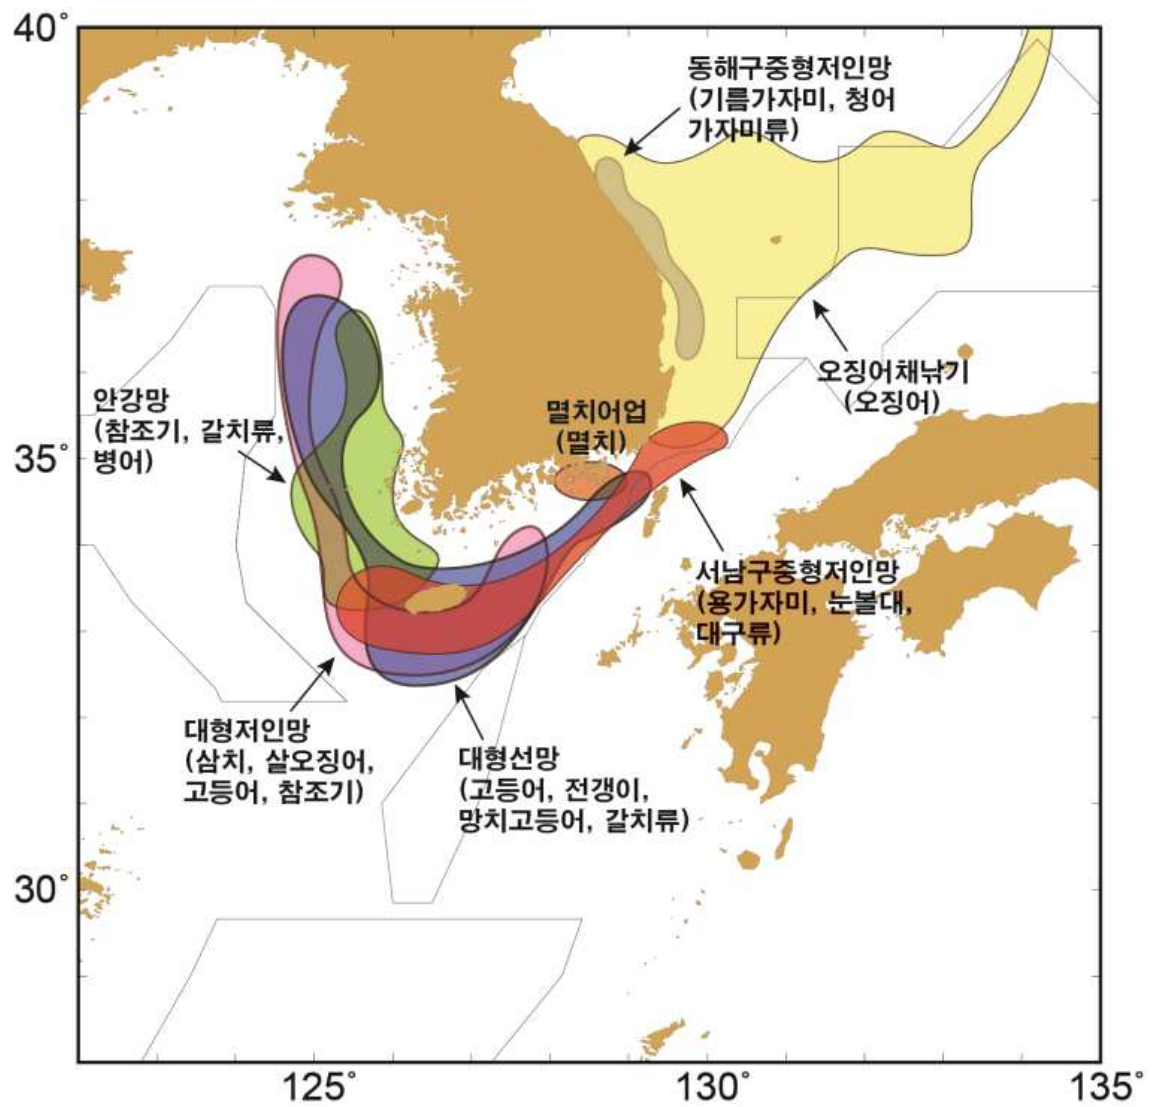 40°
동해구중형저인망
(기름가자미, 청어
가자미류)
오징어채낚기
(오징어)
안강망
(참조기, 갈치류,
병어)
멸치어업
(멸치)
35°
서남구중형저인망
(용가자미, 눈볼대,
대구류)
대형저인망
(삼치, 살오징어,
고등어, 참조기)
대형선망
(고등어, 전갱이,
망치고등어, 갈치류)
30°
125°
130°
135°